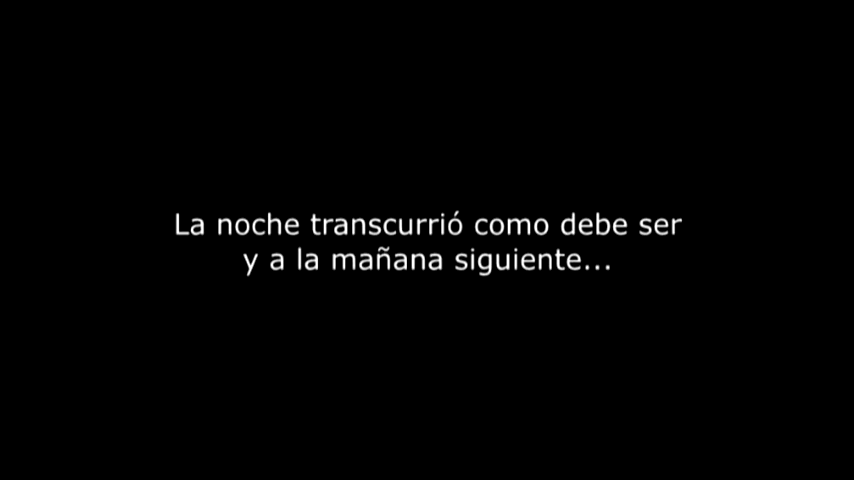 La noche transcurrió como debe ser
y a la mañana siguiente...